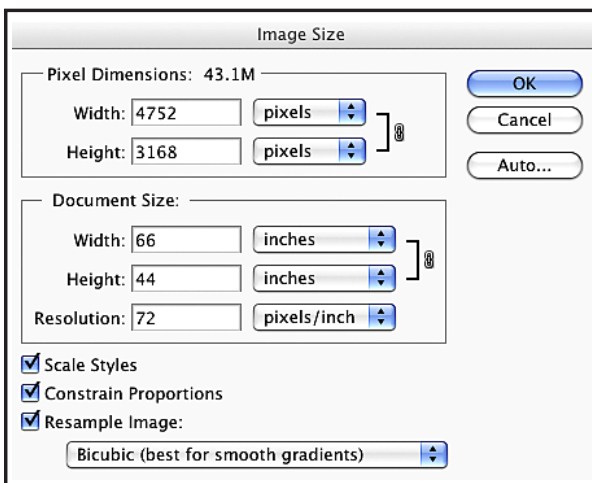 Image Size
Pixel Dimensions: 43.1M
Width: 4752 pixels
Height: 3168 pixels
OK
Cancel
Auto...
Document Size:
Width: 66 inches
Height: 44 inches
Resolution: 72 pixels/inch
Scale Styles
Constrain Proportions
Resample Image:
Bicubic (best for smooth gradients)